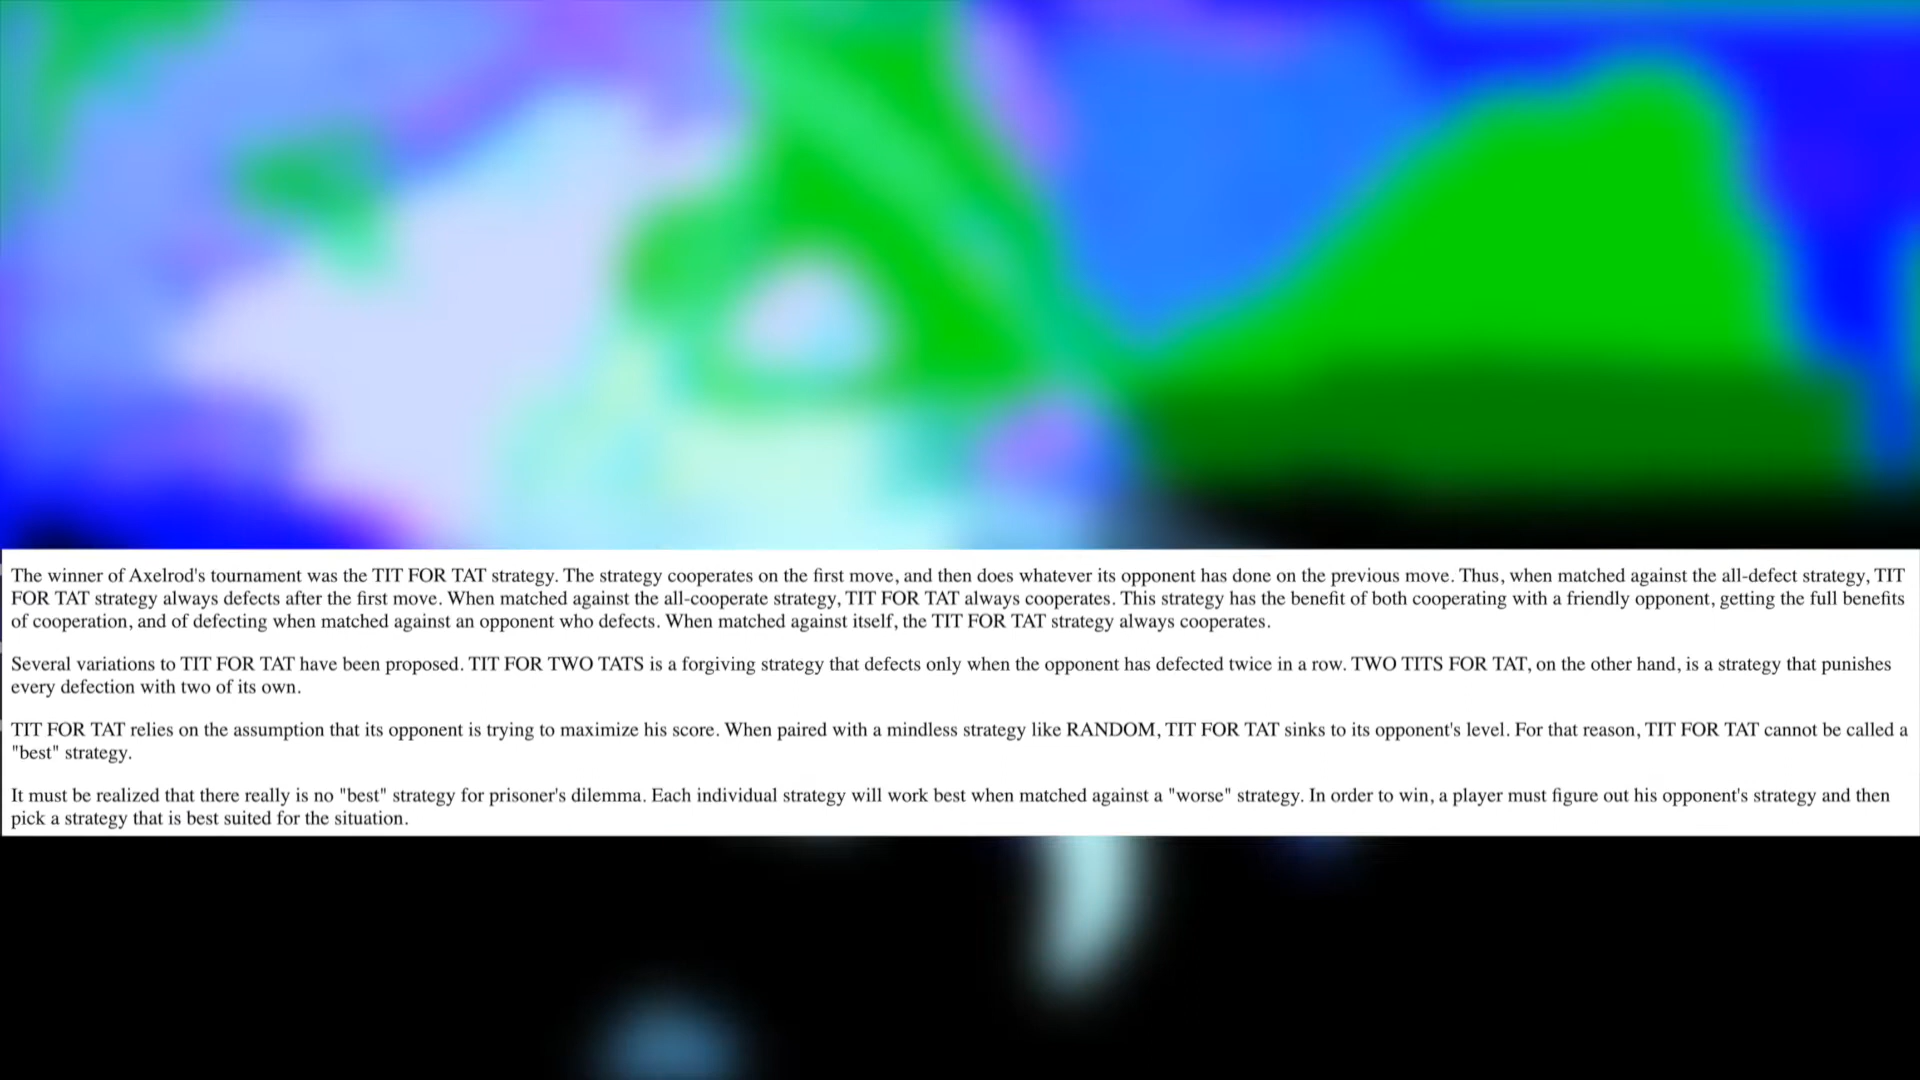 The winner of Axelrod's tournament was the TIT FOR TAT strategy. The strategy cooperates on the first move, and then does whatever its opponent has done on the previous move. Thus, when matched against the all-defect strategy, TIT
FOR TAT strategy always defects after the first move. When matched against the all-cooperate strategy, TIT FOR TAT always cooperates. This strategy has the benefit of both cooperating with a friendly opponent, getting the full benefits
of cooperation, and of defecting when matched against an opponent who defects. When matched against itself, the TIT FOR TAT strategy always cooperates.
Several variations to TIT FOR TAT have been proposed. TIT FOR TWO TATS is a forgiving strategy that defects only when the opponent has defected twice in a row. TWO TITS FOR TAT, on the other hand, is a strategy that punishes
every defection with two of its own.
TIT FOR TAT relies on the assumption that its opponent is trying to maximize his score. When paired with a mindless strategy like RANDOM, TIT FOR TAT sinks to its opponent's level. For that reason, TIT FOR TAT cannot be called a
"best" strategy.
It must be realized that there really is no "best" strategy for prisoner's dilemma. Each individual strategy will work best when matched against a "worse" strategy. In order to win, a player must figure out his opponent's strategy and then
pick a strategy that is best suited for the situation.